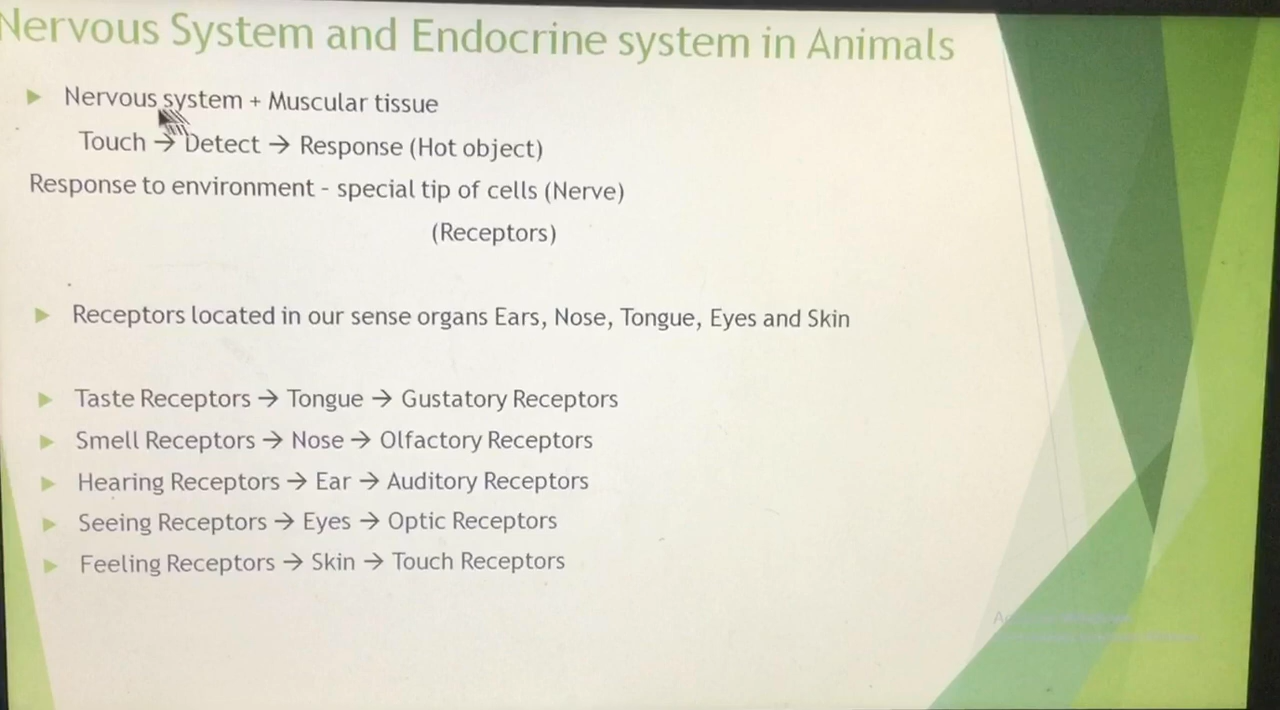 Nervous System and Endocrine system in Animals
Nervous system + Muscular tissue
Touch → Detect → Response (Hot object)
Response to environment - special tip of cells (Nerve)
(Receptors)
Receptors located in our sense organs Ears, Nose, Tongue, Eyes and Skin
Taste Receptors → Tongue → Gustatory Receptors
Smell Receptors → Nose → Olfactory Receptors
Hearing Receptors → Ear → Auditory Receptors
Seeing Receptors → Eyes → Optic Receptors
Feeling Receptors → Skin → Touch Receptors